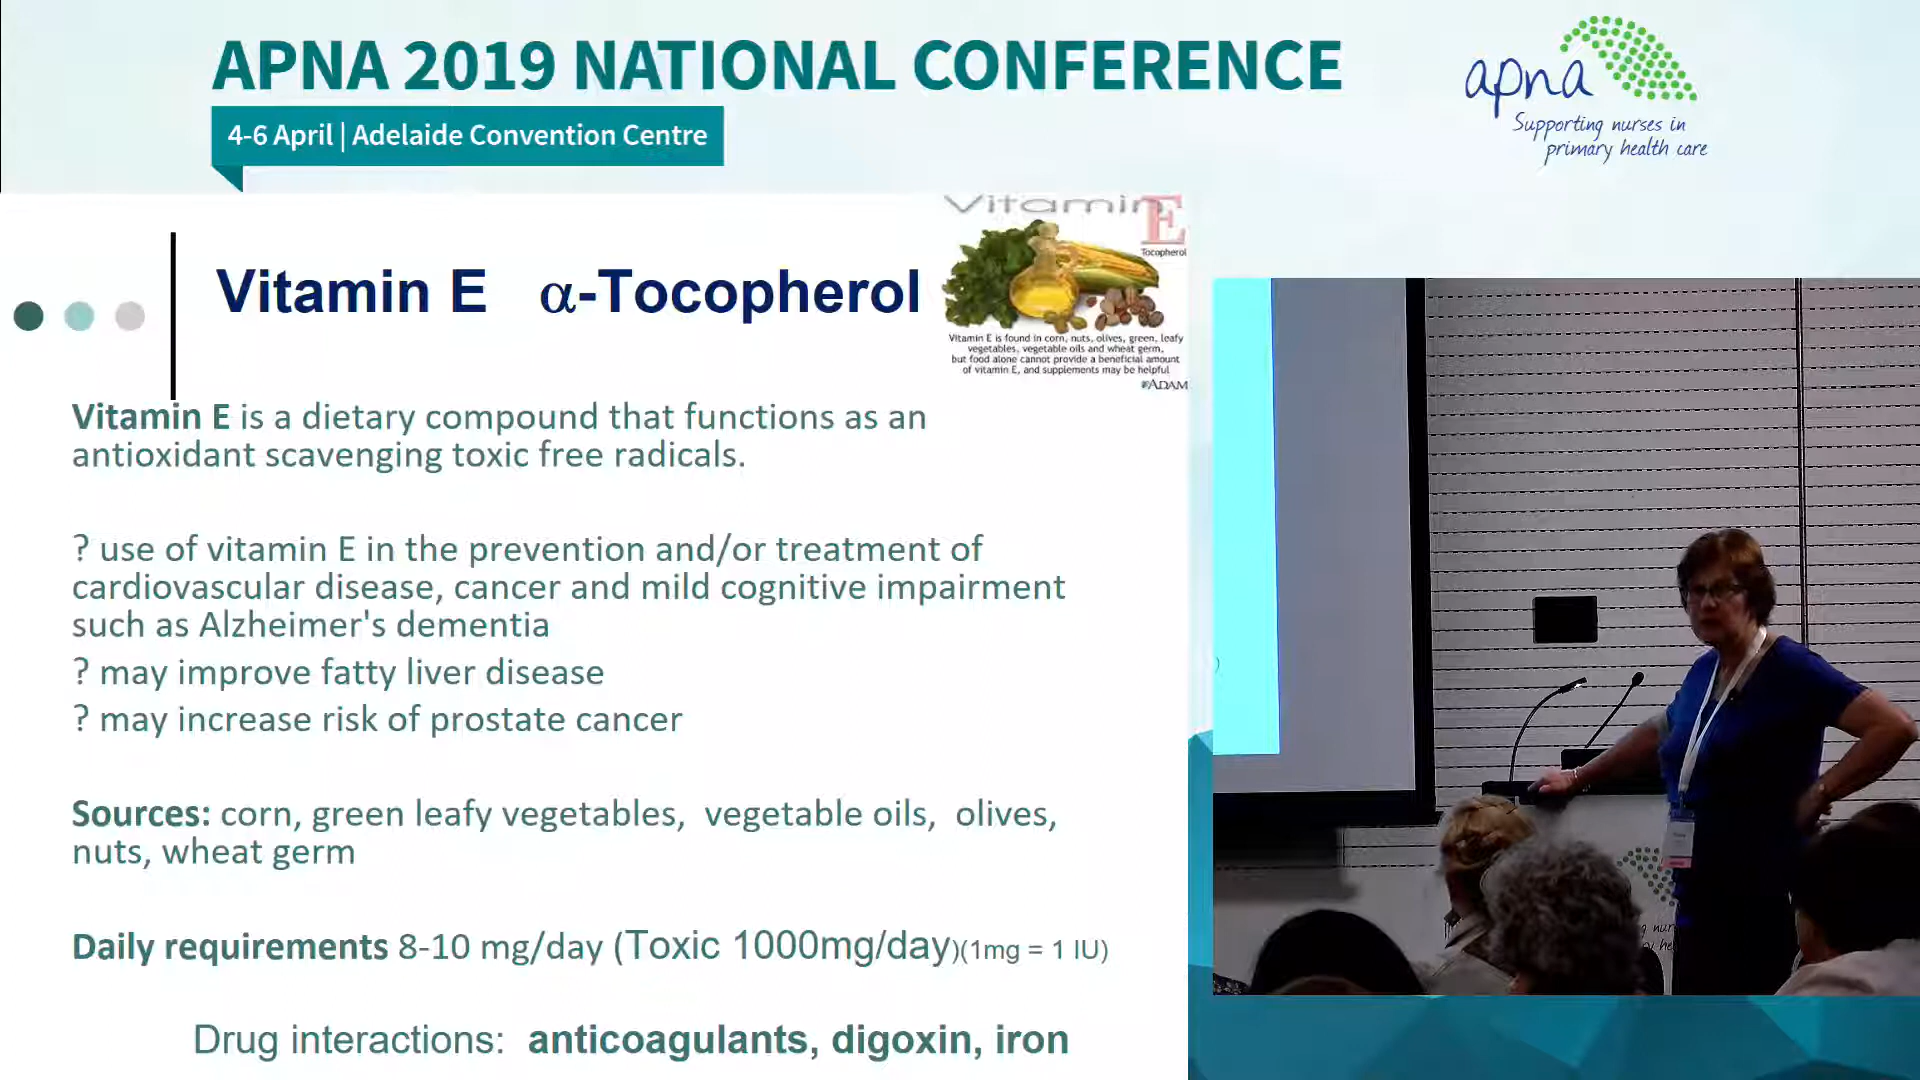 APNA 2019 NATIONAL CONFERENCE
4-6 April | Adelaide Convention Centre
apna
Supporting nurses in
primary health care
Vitamin E
Tocopherol
Vitamin E is found in corn, nuts, olives, green, leafy
vegetables, vegetable oils and wheat germ,
but food alone cannot provide a beneficial amount
of vitamin E, and supplements may be helpful
ADAM
Vitamin E α-Tocopherol
Vitamin E is a dietary compound that functions as an
antioxidant scavenging toxic free radicals.
? use of vitamin E in the prevention and/or treatment of
cardiovascular disease, cancer and mild cognitive impairment
such as Alzheimer's dementia
? may improve fatty liver disease
? may increase risk of prostate cancer
Sources: corn, green leafy vegetables, vegetable oils, olives,
nuts, wheat germ
Daily requirements 8-10 mg/day (Toxic 1000mg/day)(1mg = 1 IU)
Drug interactions: anticoagulants, digoxin, iron